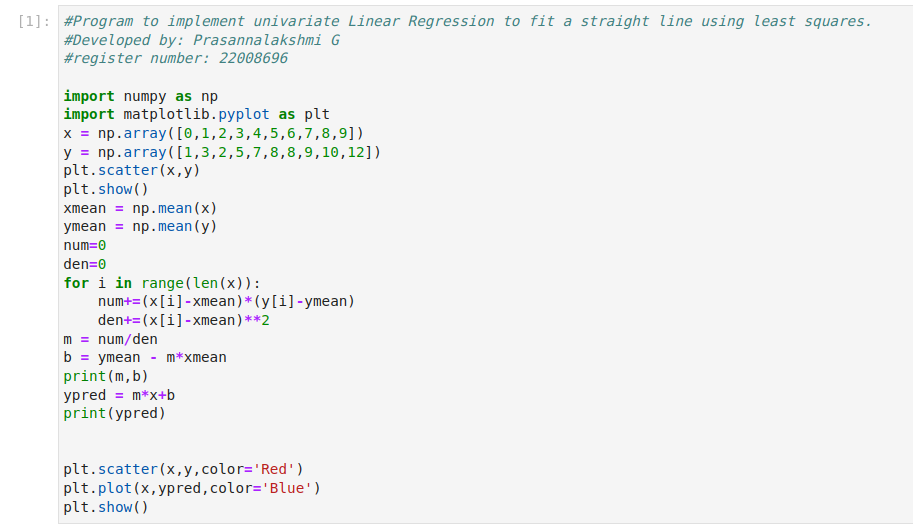 [1]: #Program to implement univariate Linear Regression to fit a straight line using least squares.
#Developed by: Prasannalakshmi G
#register number: 22008696

import numpy as np
import matplotlib.pyplot as plt
x = np.array([0,1,2,3,4,5,6,7,8,9])
y = np.array([1,3,2,5,7,8,8,9,10,12])
plt.scatter(x,y)
plt.show()
xmean = np.mean(x)
ymean = np.mean(y)
num=0
den=0
for i in range(len(x)):
    num+=(x[i]-xmean)*(y[i]-ymean)
    den+=(x[i]-xmean)**2
m = num/den
b = ymean - m*xmean
print(m,b)
ypred = m*x+b
print(ypred)


plt.scatter(x,y,color='Red')
plt.plot(x,ypred,color='Blue')
plt.show()